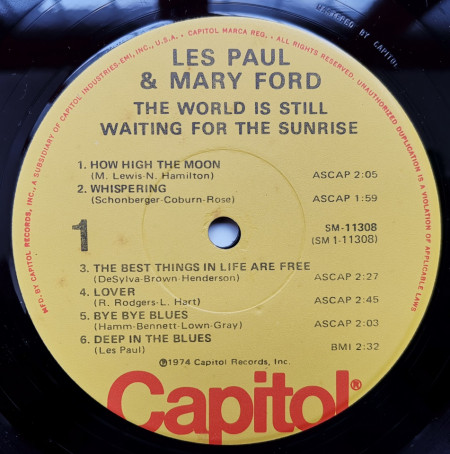 MFD. BY CAPITOL RECORDS, INC., A SUBSIDIARY OF CAPITOL INDUSTRIES-EMI, INC., U.S.A. • CAPITOL MARCA REG. • ALL RIGHTS RESERVED. UNAUTHORIZED DUPLICATION IS A VIOLATION OF APPLICABLE LAWS
BY CAPITOL
LES PAUL
& MARY FORD
THE WORLD IS STILL
WAITING FOR THE SUNRISE
1. HOW HIGH THE MOON
(M. Lewis-N. Hamilton) ASCAP 2:05
2. WHISPERING
(Schonberger-Coburn-Rose) ASCAP 1:59
1
SM-11308
(SM 1-11308)
3. THE BEST THINGS IN LIFE ARE FREE
(DeSylva-Brown-Henderson) ASCAP 2:27
4. LOVER
(R. Rodgers-L. Hart) ASCAP 2:45
5. BYE BYE BLUES
(Hamm-Bennett-Lown-Gray) ASCAP 2:03
6. DEEP IN THE BLUES
(Les Paul) BMI 2:32
℗1974 Capitol Records, Inc.
Capitol®